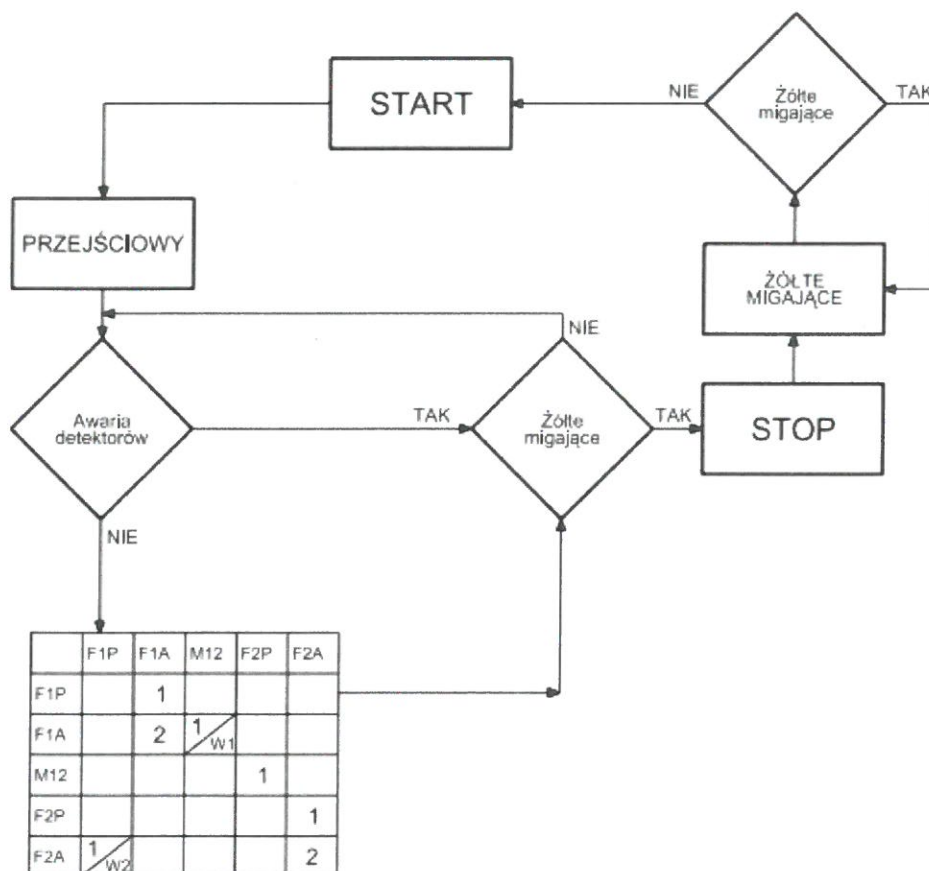 Żółte
migające
NIE
TAK
START
PRZEJŚCIOWY
ŻÓŁTE
MIGAJĄCE
NIE
Awaria
detektorów
TAK
Żółte
migające
TAK
STOP
NIE
F1P F1A M12 F2P F2A
F1P 1
F1A 2 1/W1
M12 1
F2P 1
F2A 1/W2 2